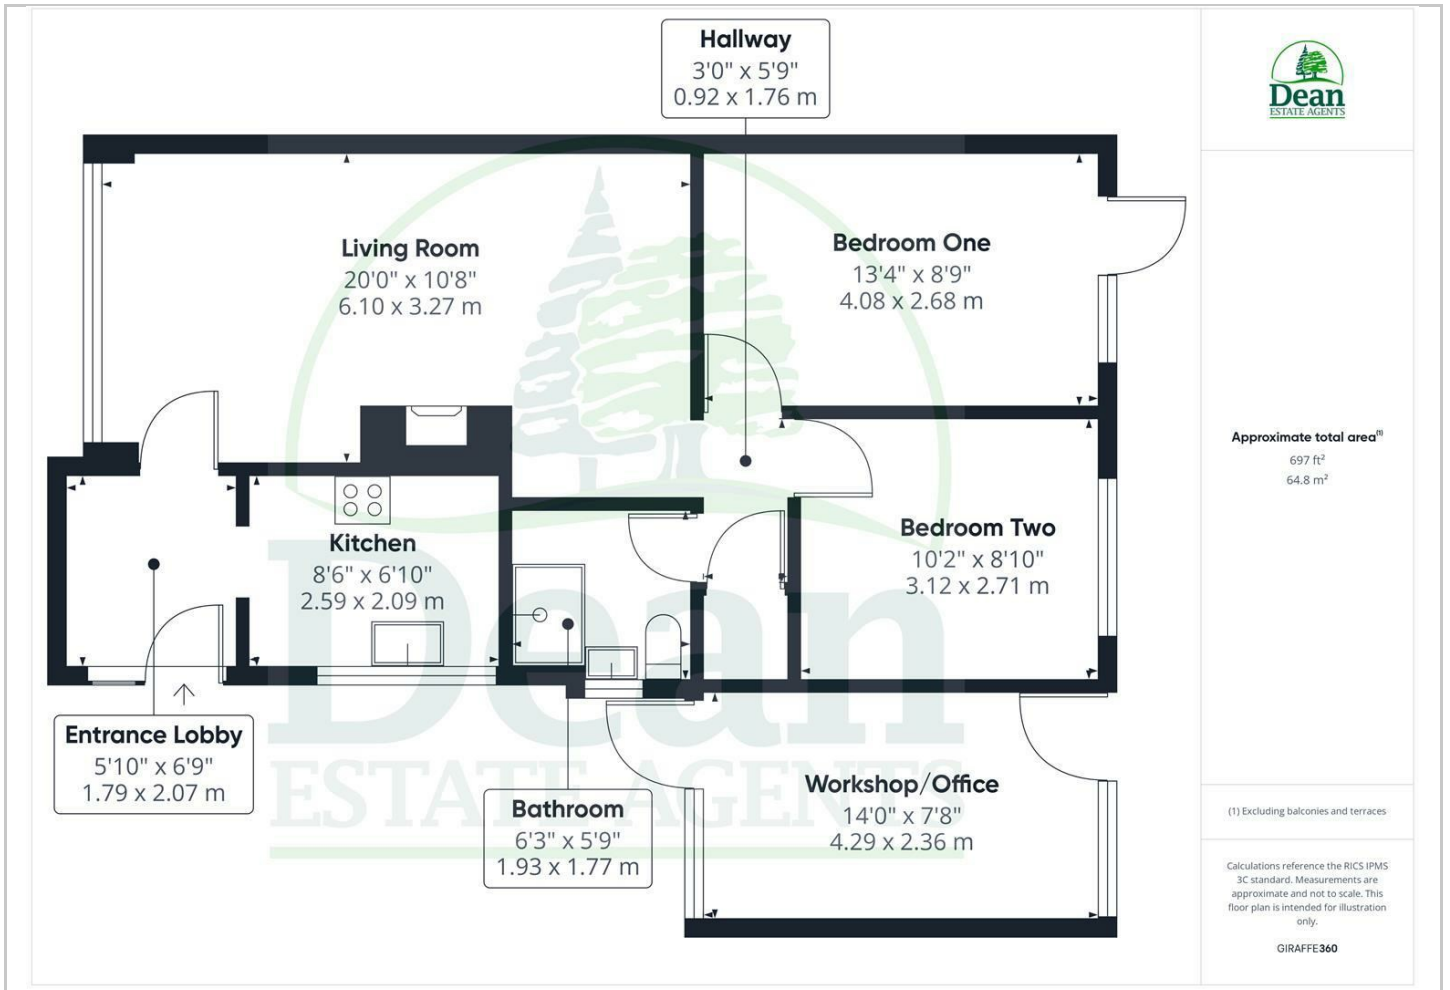 Hallway
3'0" x 5'9"
0.92 x 1.76 m
Dean
ESTATE AGENTS
Living Room
20'0" x 10'8"
6.10 x 3.27 m
Bedroom One
13'4" x 8'9"
4.08 x 2.68 m
Kitchen
8'6" x 6'10"
2.59 x 2.09 m
Bedroom Two
10'2" x 8'10"
3.12 x 2.71 m
Entrance Lobby
5'10" x 6'9"
1.79 x 2.07 m
Bathroom
6'3" x 5'9"
1.93 x 1.77 m
Workshop/Office
14'0" x 7'8"
4.29 x 2.36 m
Dean
ESTATE AGENTS
Approximate total area⁽¹⁾
697 ft²
64.8 m²
(1) Excluding balconies and terraces
Calculations reference the RICS IPMS
3C standard. Measurements are
approximate and not to scale. This
floor plan is intended for illustration
only.
GIRAFFE360